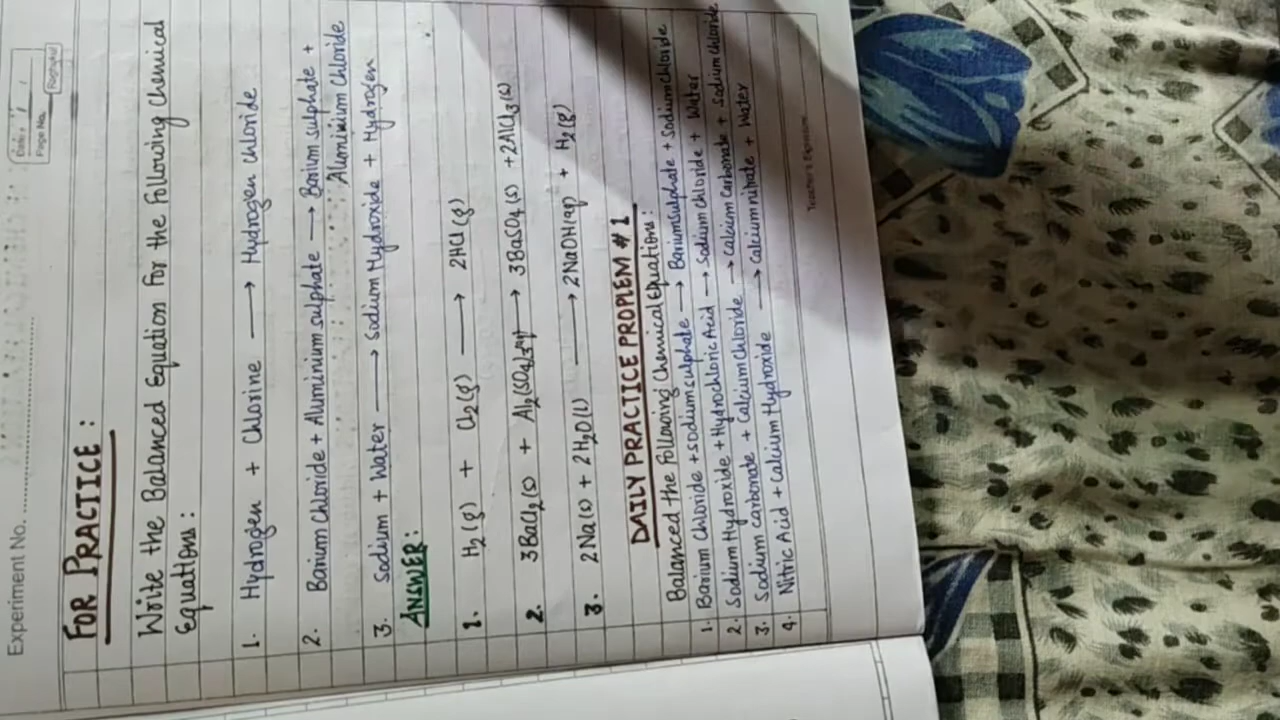 Experiment No.
Date
Page No.
FOR PRACTICE :
Write the Balanced Equation for the Following Chemical
Equations :
1. Hydrogen + Chlorine ⟶ Hydrogen chloride
2. Barium Chloride + Aluminium sulphate ⟶ Barium sulphate +
Aluminium Chloride
3. Sodium + Water ⟶ Sodium Hydroxide + Hydrogen
ANSWER :
1. H₂(g) + Cl₂(g) ⟶ 2HCl(g)
2. 3BaCl₂(s) + Al₂(SO₄)₃(aq) ⟶ 3BaSO₄(s) + 2AlCl₃(s)
3. 2Na(s) + 2H₂O(l) ⟶ 2NaOH(aq) + H₂(g)
DAILY PRACTICE PROPLEM # 1
Balanced the Following Chemical Equations :
1. Barium Chloride + sodium sulphate ⟶ Barium sulphate + Sodium chloride
2. Sodium Hydroxide + Hydrochloric Acid ⟶ Sodium chloride + Water
3. Sodium carbonate + Calcium Chloride ⟶ Calcium Carbonate + Sodium chloride
4. Nitric Acid + Calcium Hydroxide ⟶ Calcium nitrate + Water
Teacher's Signature